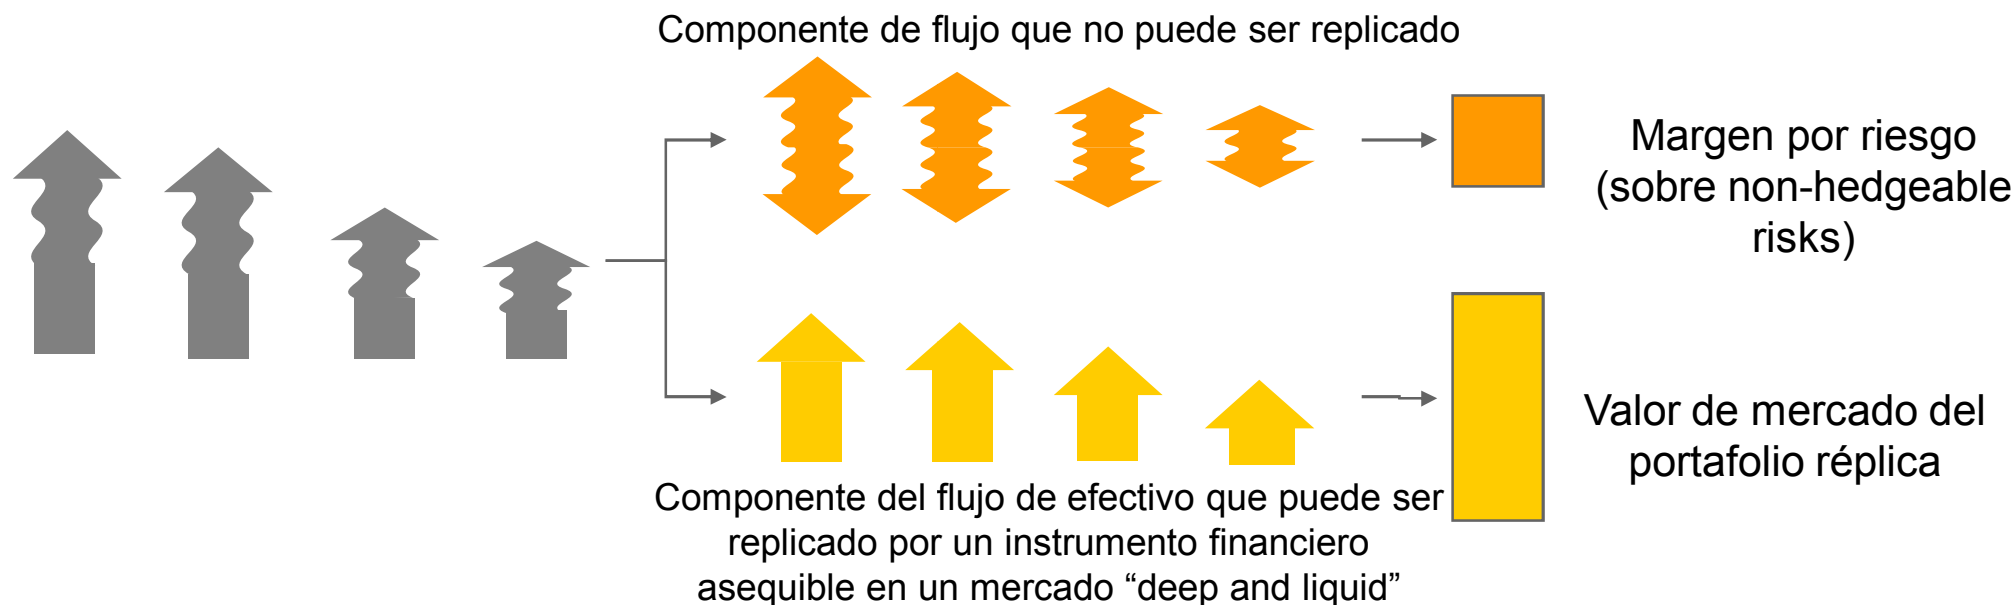 Componente de flujo que no puede ser replicado
Margen por riesgo
(sobre non-hedgeable
risks)
Valor de mercado del
portafolio réplica
Componente del flujo de efectivo que puede ser
replicado por un instrumento financiero
asequible en un mercado “deep and liquid”